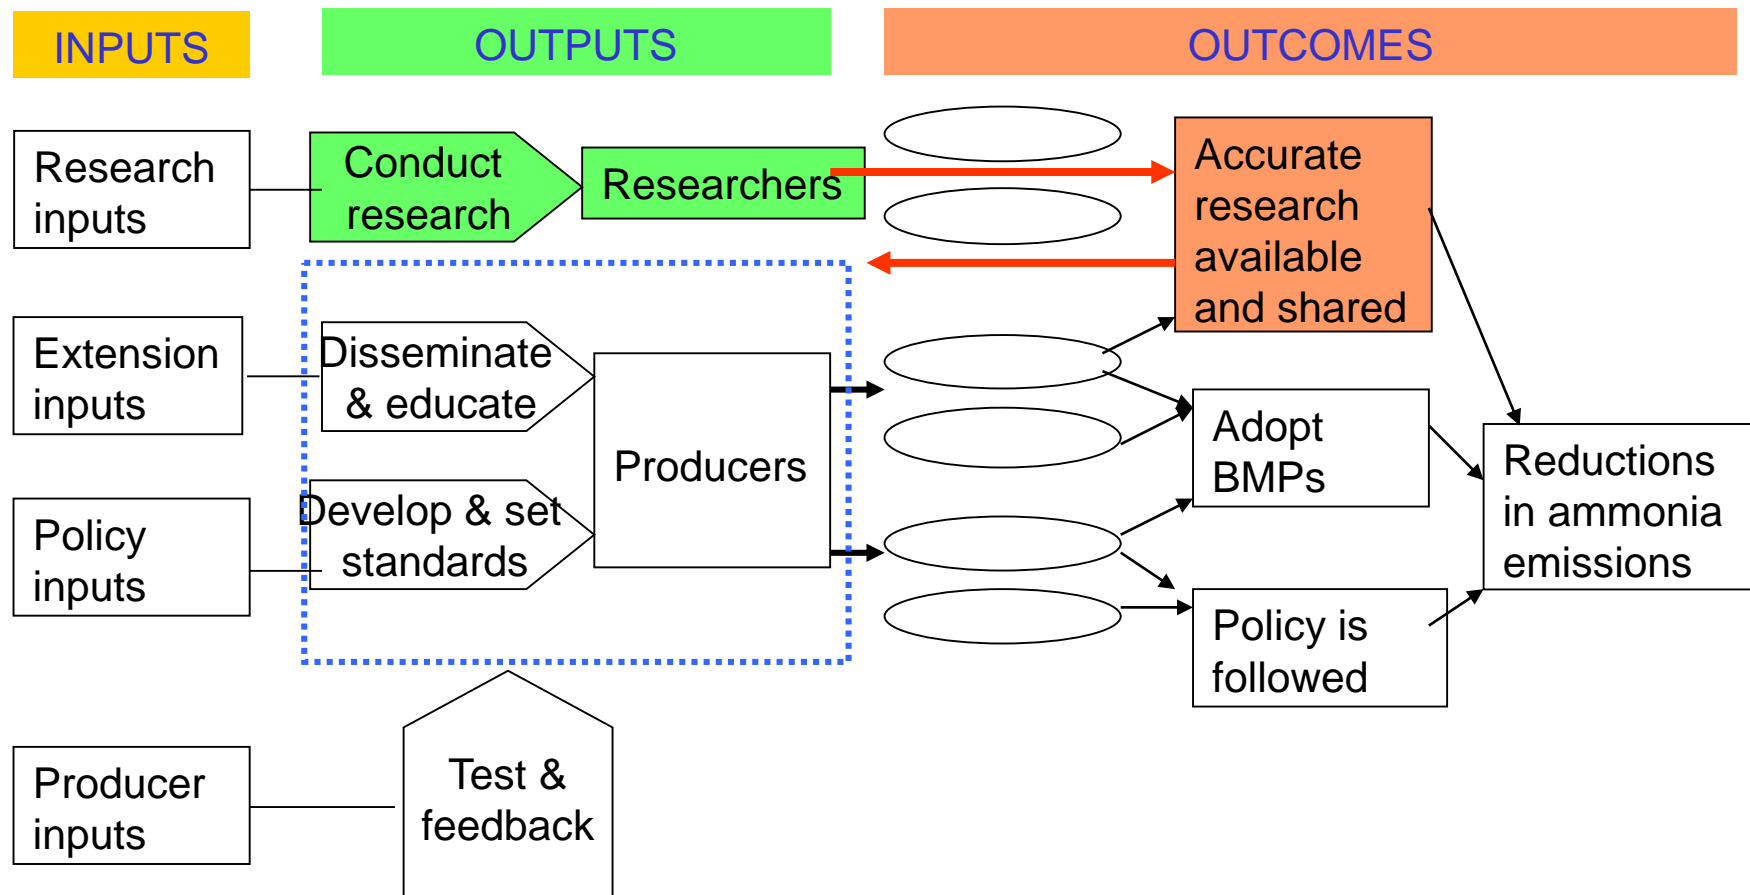 INPUTS
OUTPUTS
OUTCOMES
Research
inputs
Conduct
research
Researchers
Accurate
research
available
and shared
Extension
inputs
Disseminate
& educate
Producers
Adopt
BMPs
Reductions
in ammonia
emissions
Policy
inputs
Develop & set
standards
Policy is
followed
Producer
inputs
Test &
feedback